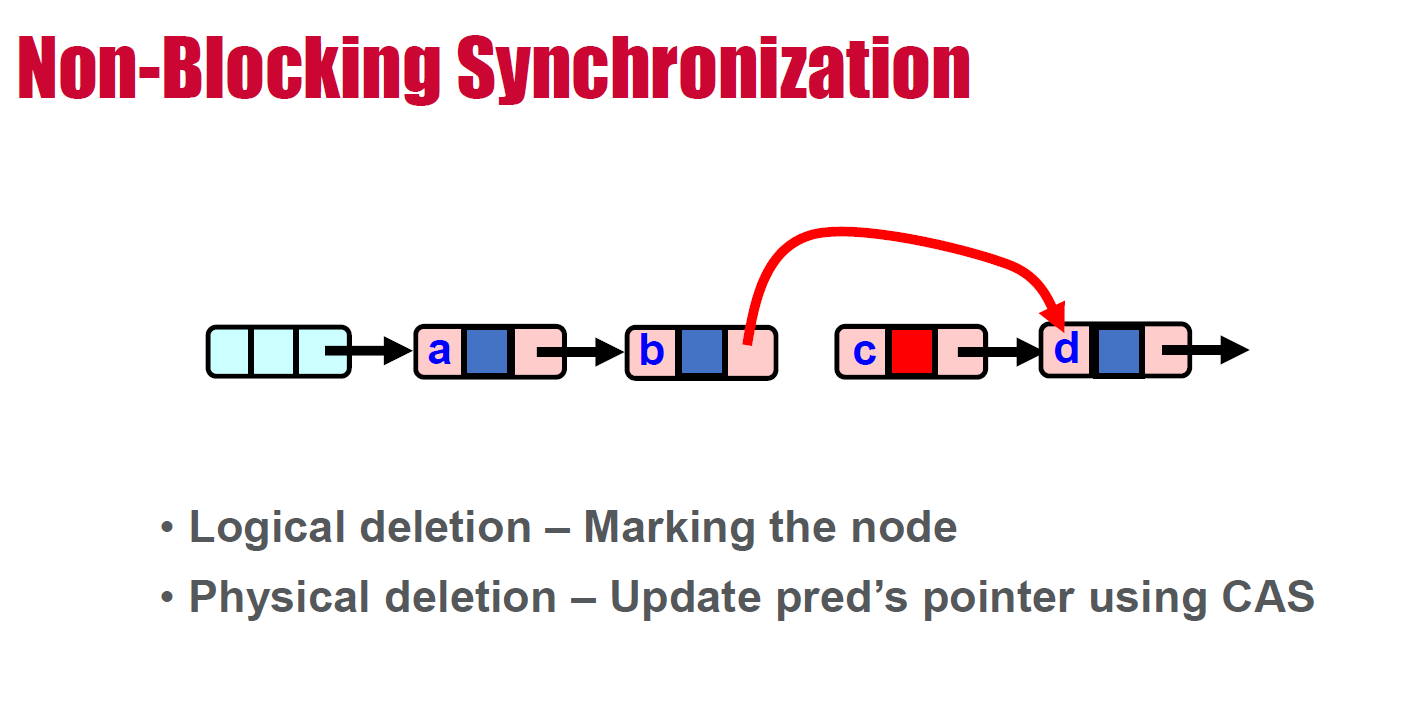 Non-Blocking Synchronization
a
b
c
d
• Logical deletion – Marking the node
• Physical deletion – Update pred’s pointer using CAS